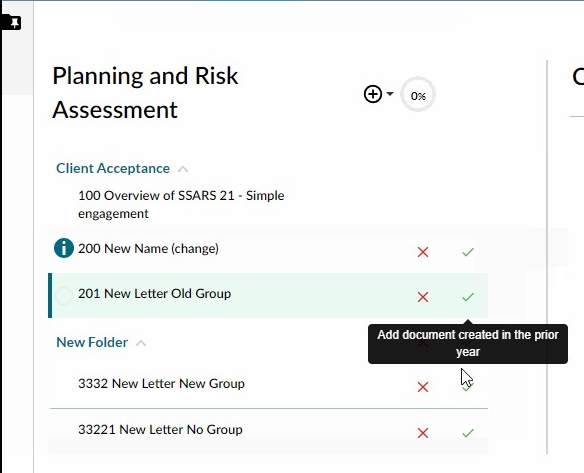 Planning and Risk
Assessment
0%
Client Acceptance
100 Overview of SSARS 21 - Simple
engagement
200 New Name (change)
201 New Letter Old Group
Add document created in the prior
year
New Folder
3332 New Letter New Group
33221 New Letter No Group